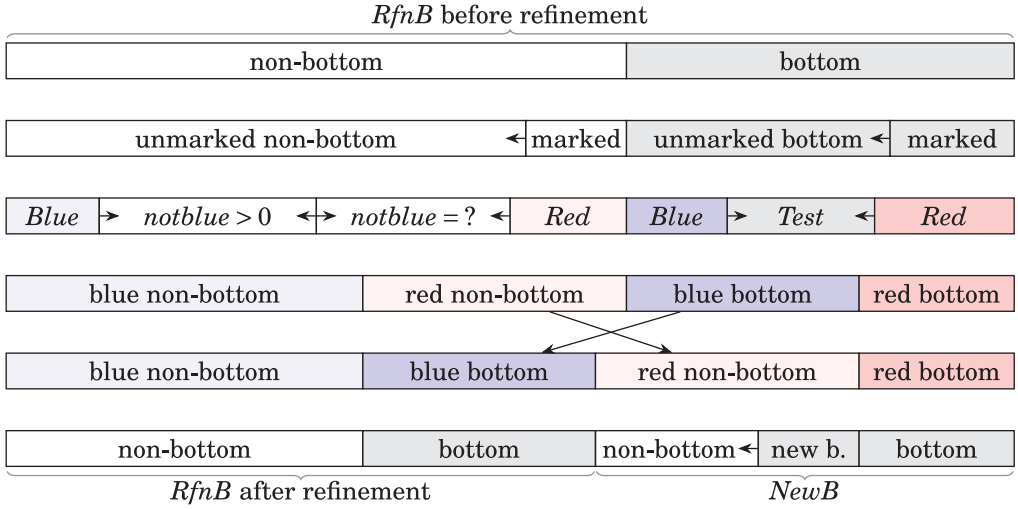 RfnB before refinement
non-bottom bottom
unmarked non-bottom marked unmarked bottom marked
Blue notblue > 0 notblue = ? Red Blue Test Red
blue non-bottom red non-bottom blue bottom red bottom
blue non-bottom blue bottom red non-bottom red bottom
non-bottom bottom non-bottom new b. bottom
RfnB after refinement NewB